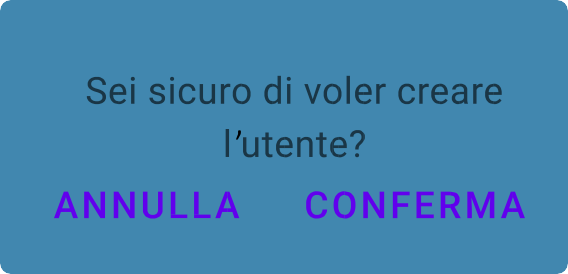 Sei sicuro di voler creare
l’utente?
ANNULLA CONFERMA